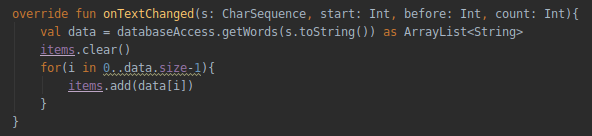 override fun onTextChanged(s: CharSequence, start: Int, before: Int, count: Int){
    val data = databaseAccess.getWords(s.toString()) as ArrayList<String>
    items.clear()
    for(i in 0..data.size-1){
        items.add(data[i])
    }
}